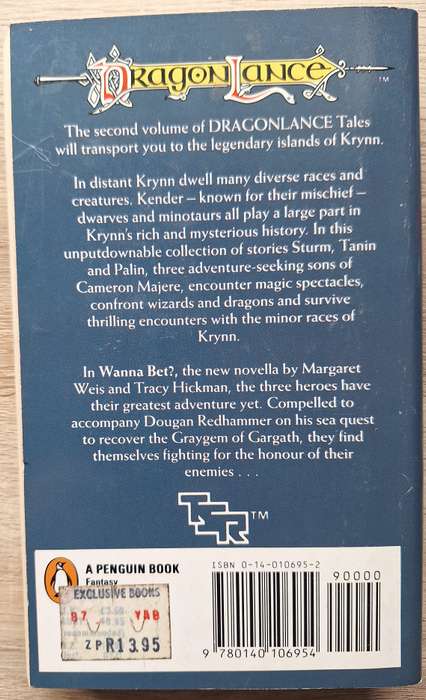 DRAGONLANCE™
The second volume of DRAGONLANCE Tales
will transport you to the legendary islands of Krynn.
In distant Krynn dwell many diverse races and
creatures. Kender – known for their mischief –
dwarves and minotaurs all play a large part in
Krynn's rich and mysterious history. In this
unputdownable collection of stories Sturm, Tanin
and Palin, three adventure-seeking sons of
Cameron Majere, encounter magic spectacles,
confront wizards and dragons and survive
thrilling encounters with the minor races of
Krynn.
In Wanna Bet?, the new novella by Margaret
Weis and Tracy Hickman, the three heroes have
their greatest adventure yet. Compelled to
accompany Dougan Redhammer on his sea quest
to recover the Graygem of Gargath, they find
themselves fighting for the honour of their
enemies . . .
TSR™
A PENGUIN BOOK
Fantasy
EXCLUSIVE BOOKS
87 YAB
ZP R13.95
ISBN 0-14-010695-2
90000
9 780140 106954